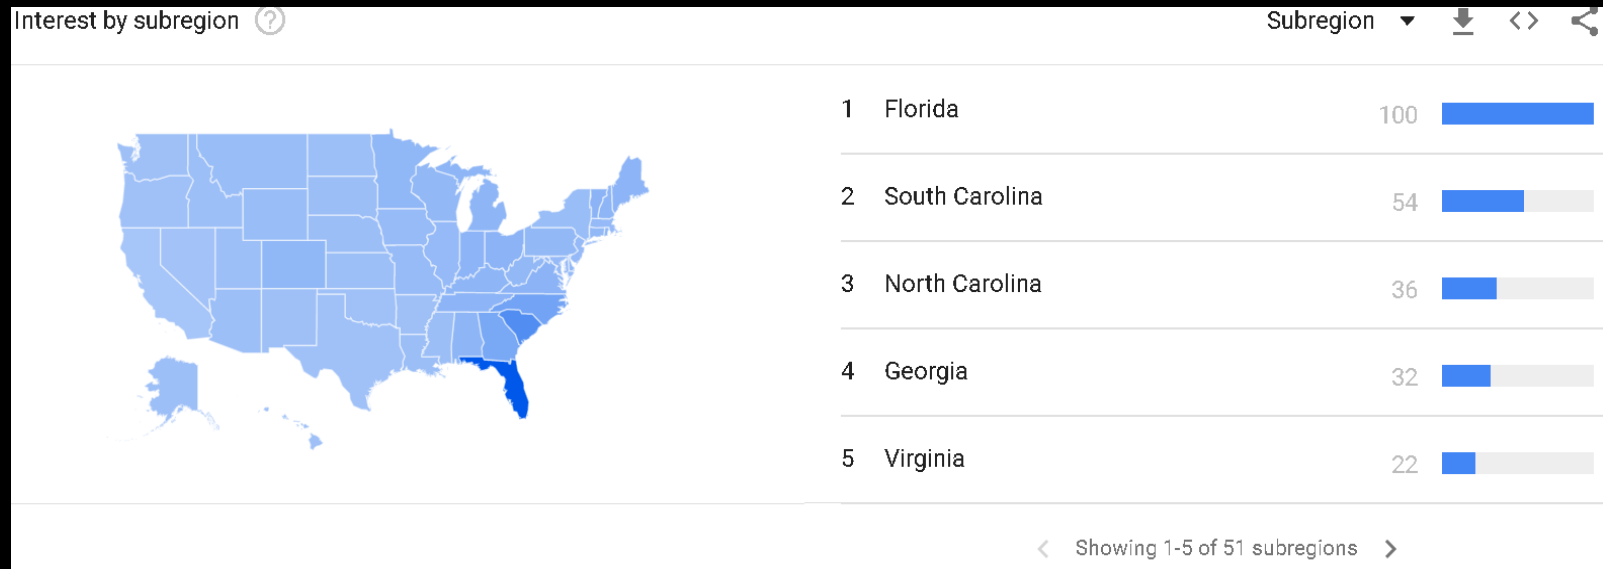 Interest by subregion ?
Subregion
1 Florida 100
2 South Carolina 54
3 North Carolina 36
4 Georgia 32
5 Virginia 22
Showing 1-5 of 51 subregions